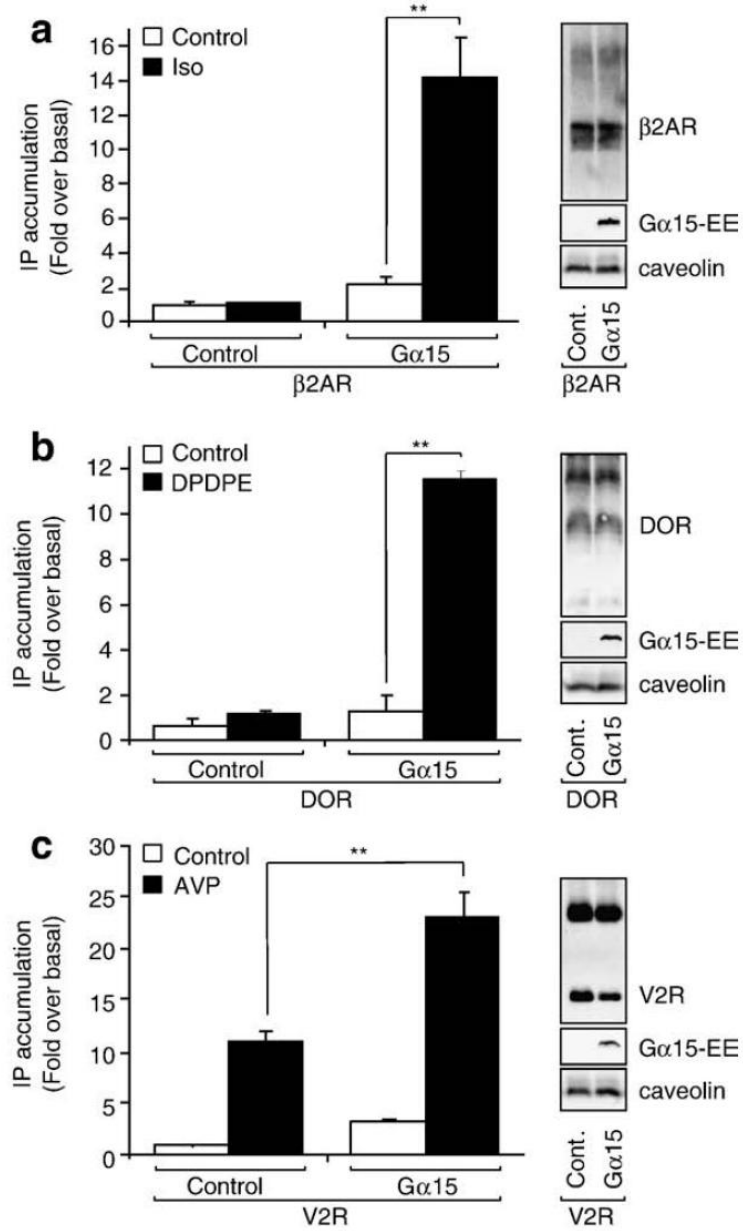 a
Control
Iso
**
IP accumulation
(Fold over basal)
16
14
12
10
8
6
4
2
0
Control
Gα15
β2AR
β2AR
Gα15-EE
caveolin
Cont.
Gα15
β2AR
b
Control
DPDPE
**
IP accumulation
(Fold over basal)
12
10
8
6
4
2
0
Control
Gα15
DOR
DOR
Gα15-EE
caveolin
Cont.
Gα15
DOR
c
Control
AVP
**
IP accumulation
(Fold over basal)
30
25
20
15
10
5
0
Control
Gα15
V2R
V2R
Gα15-EE
caveolin
Cont.
Gα15
V2R